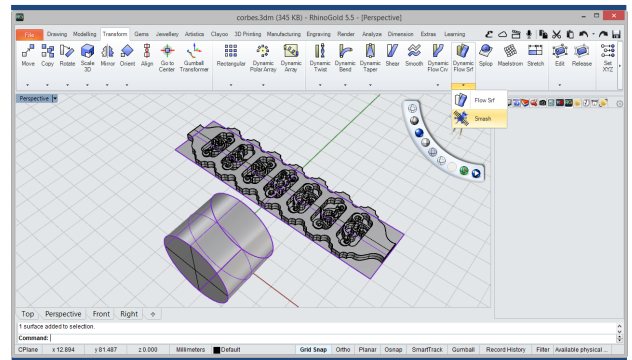 corbes.3dm (345 KB) - RhinoGold 5.5 - [Perspective]
File Drawing Modelling Transform Gems Jewellery Artistics Clayoo 3D Printing Manufacturing Engraving Render Analyze Dimension Extras Learning
Move Copy Rotate Scale 3D Mirror Orient Align Go to Center Gumball Transformer Rectangular Dynamic Polar Array Dynamic Array Dynamic Twist Dynamic Bend Dynamic Taper Shear Smooth Dynamic Flow Crv Dynamic Flow Srf Splop Maelstrom Stretch Edit Release Set XYZ
Flow Srf
Smash
Perspective
Top Perspective Front Right
1 surface added to selection.
Command:
CPlane x 12.894 y 81.487 z 0.000 Millimeters Default Grid Snap Ortho Planar Osnap SmartTrack Gumball Record History Filter Available physical ...